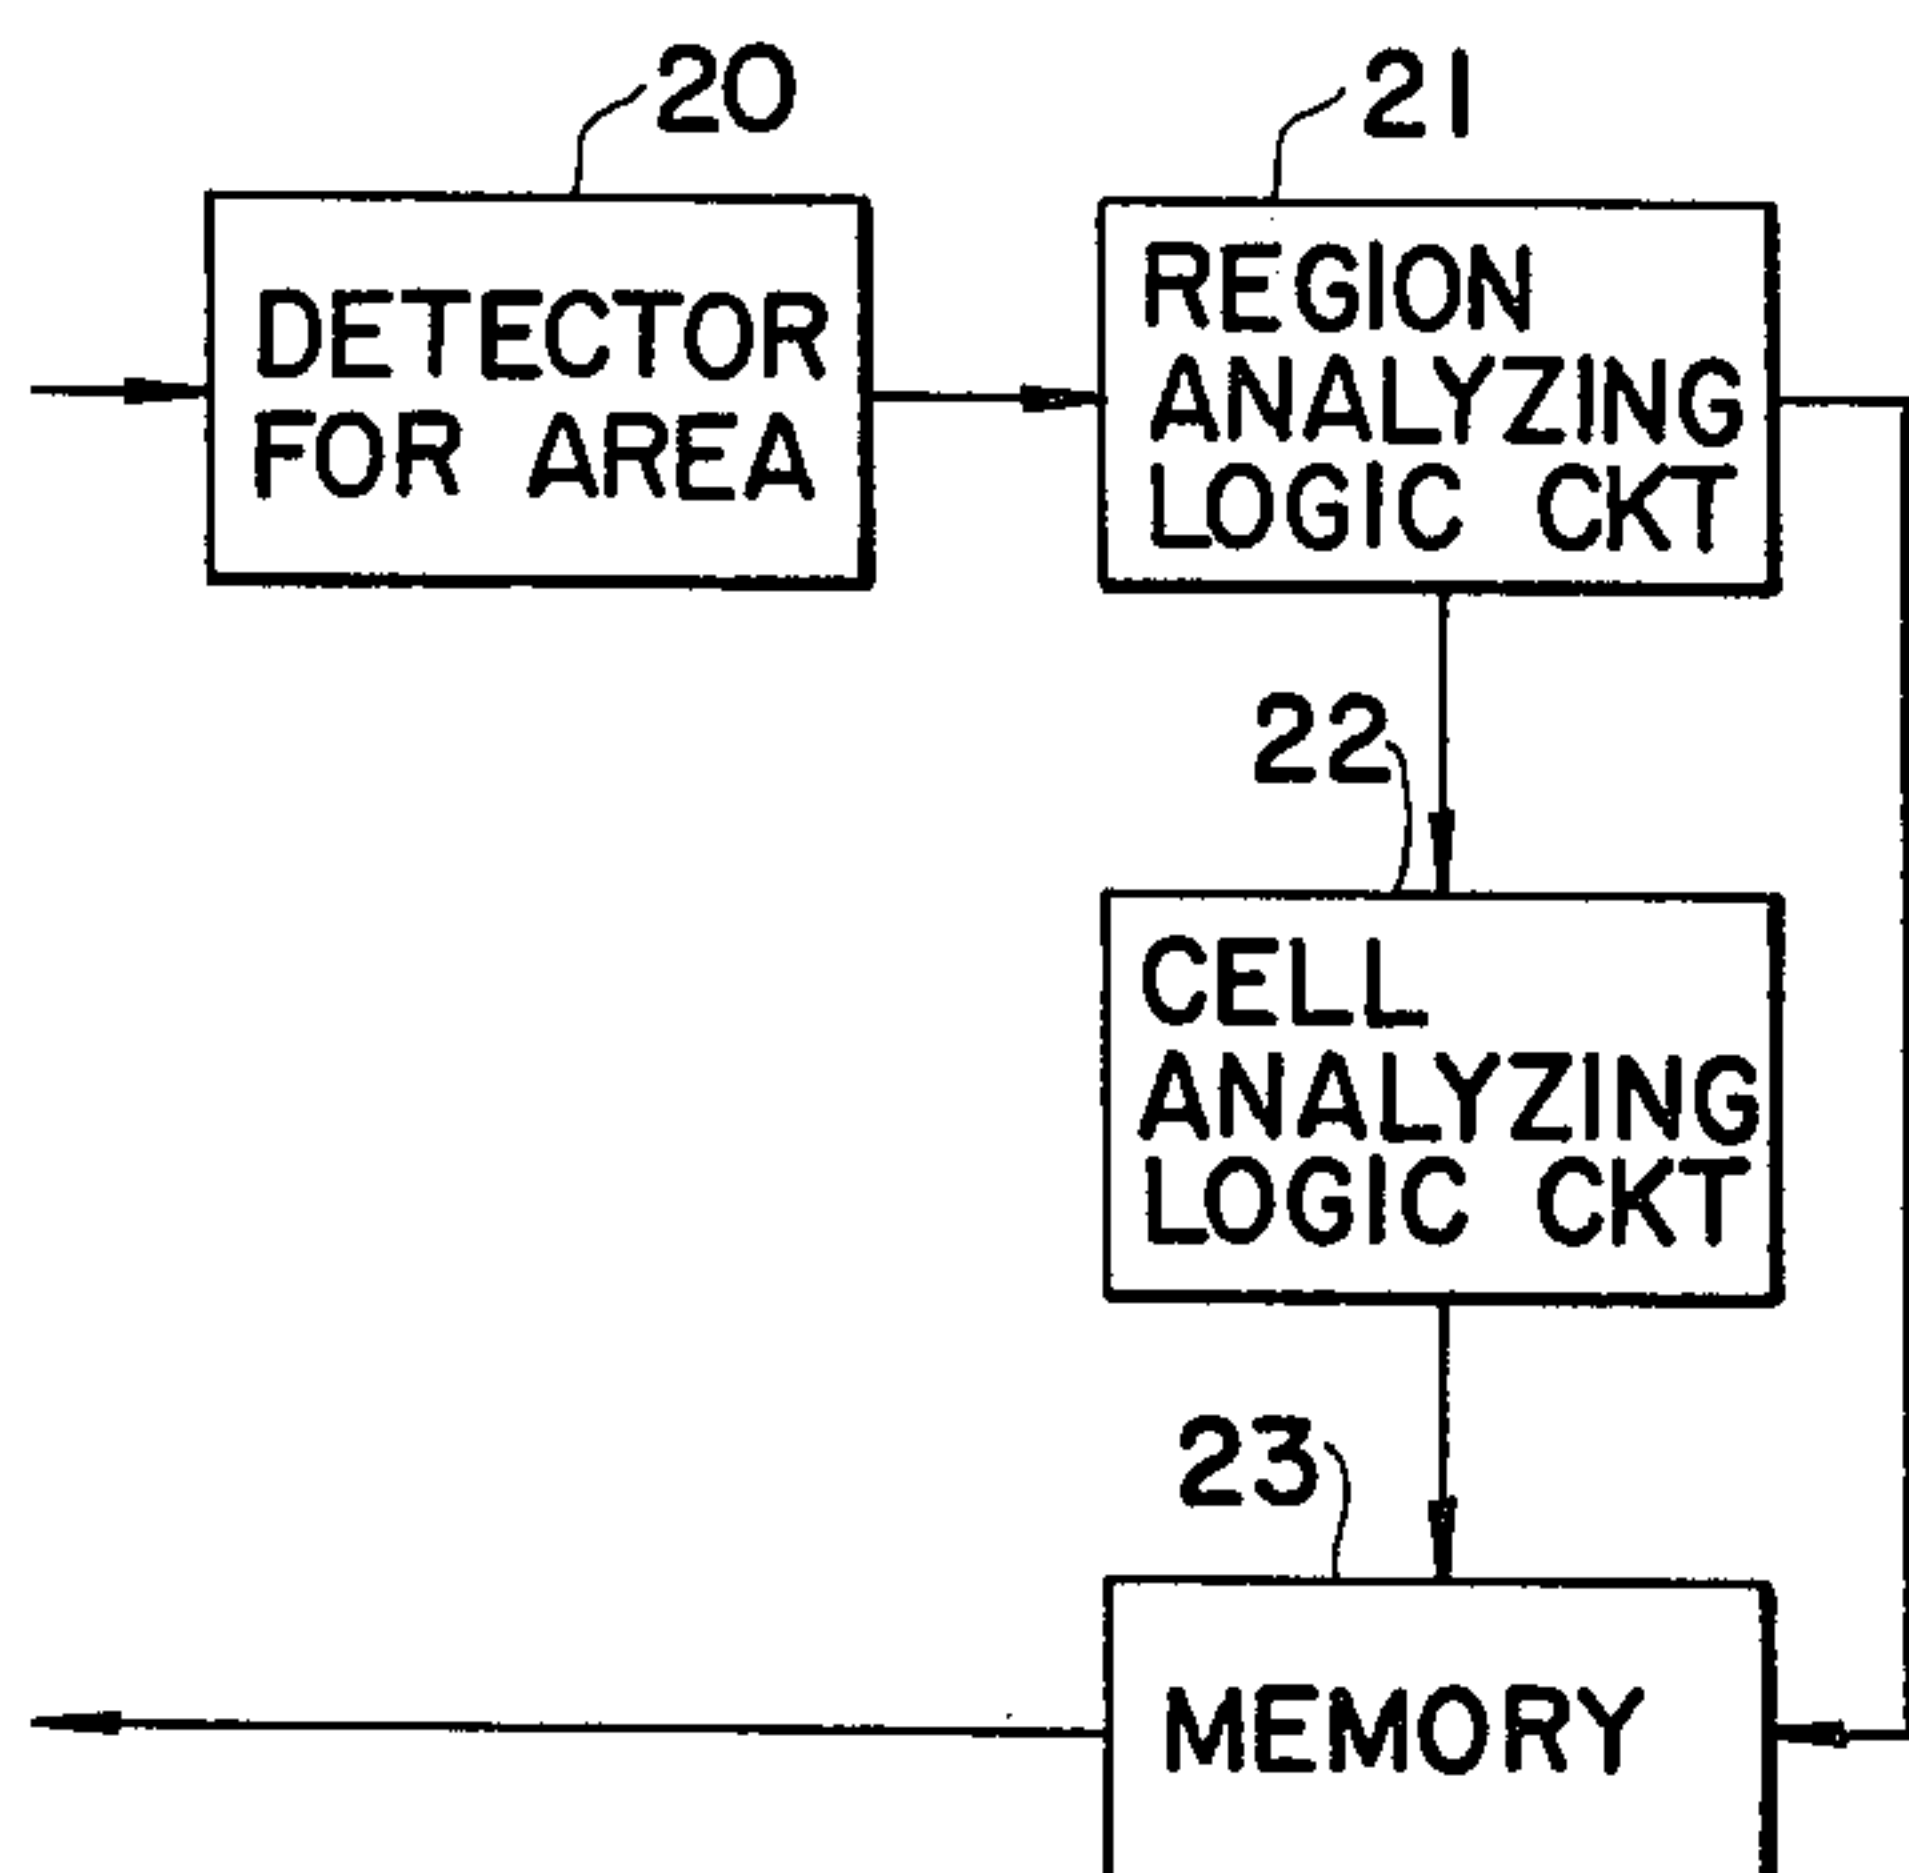 20
21
DETECTOR
FOR AREA
REGION
ANALYZING
LOGIC CKT
22
CELL
ANALYZING
LOGIC CKT
23
MEMORY